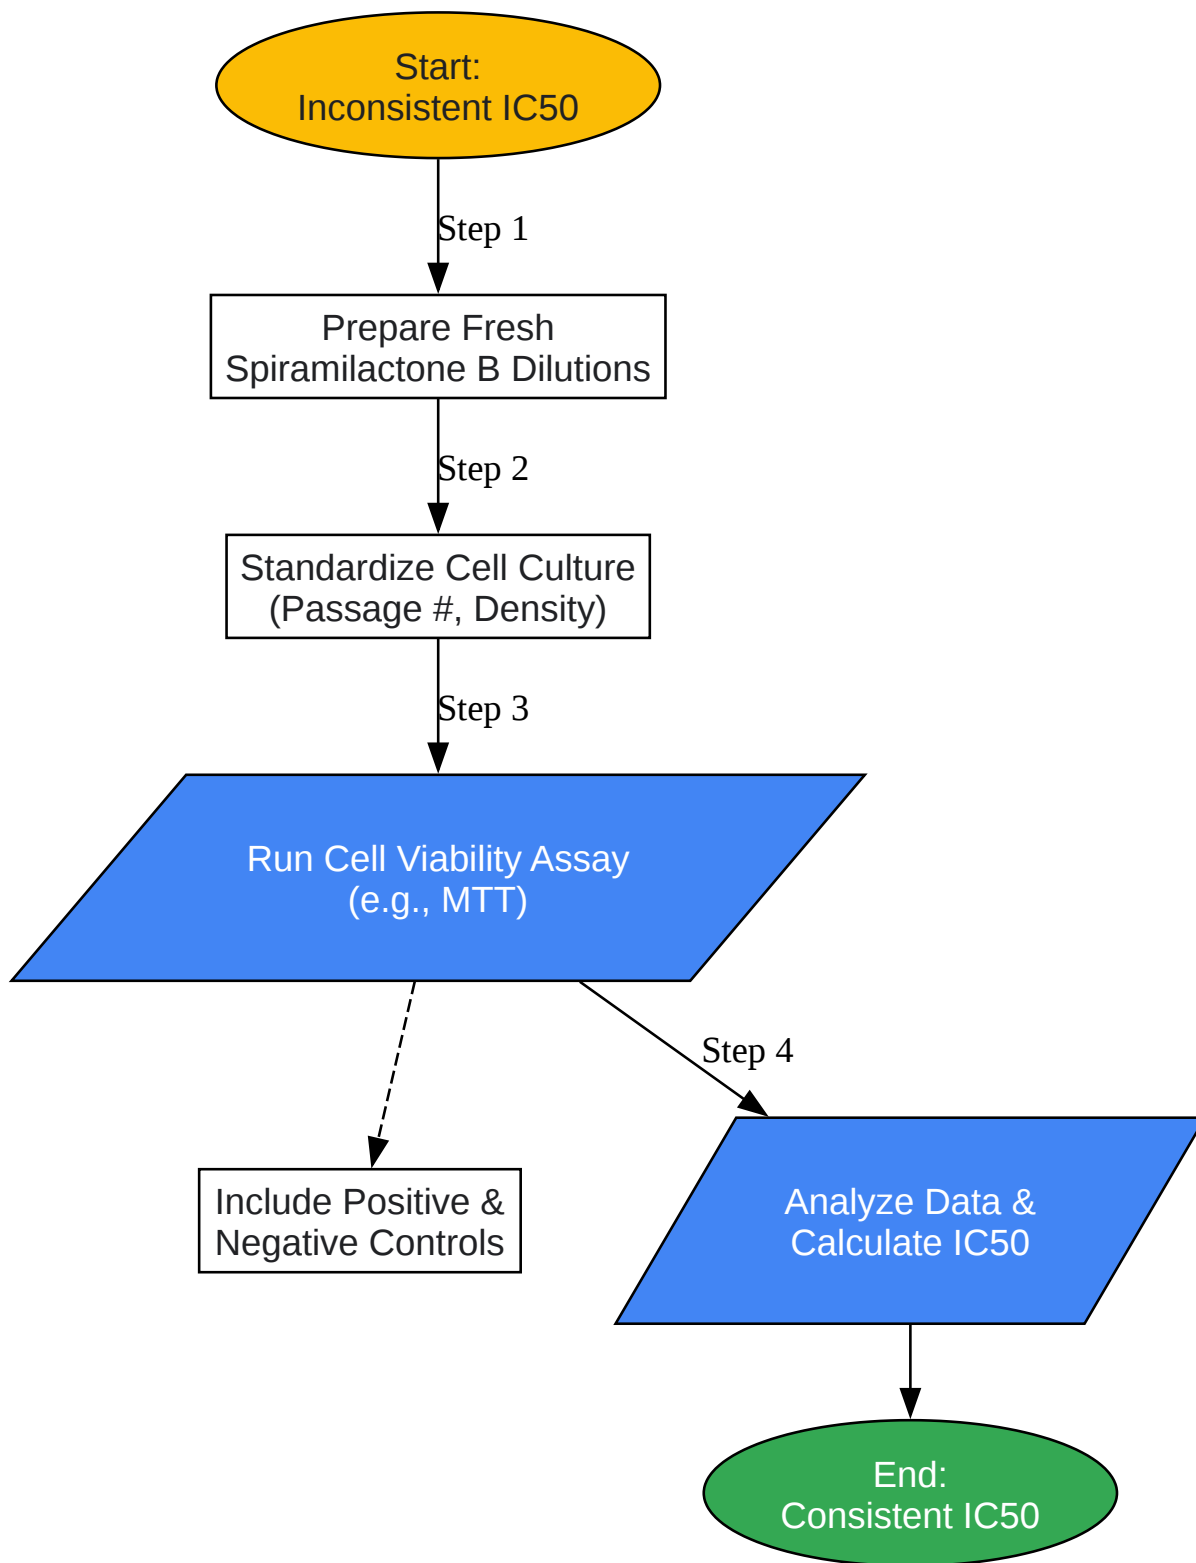 Start:
Inconsistent IC50
Step 1
Prepare Fresh
Spiramilactone B Dilutions
Step 2
Standardize Cell Culture
(Passage #, Density)
Step 3
Run Cell Viability Assay
(e.g., MTT)
Step 4
Include Positive &
Negative Controls
Analyze Data &
Calculate IC50
End:
Consistent IC50